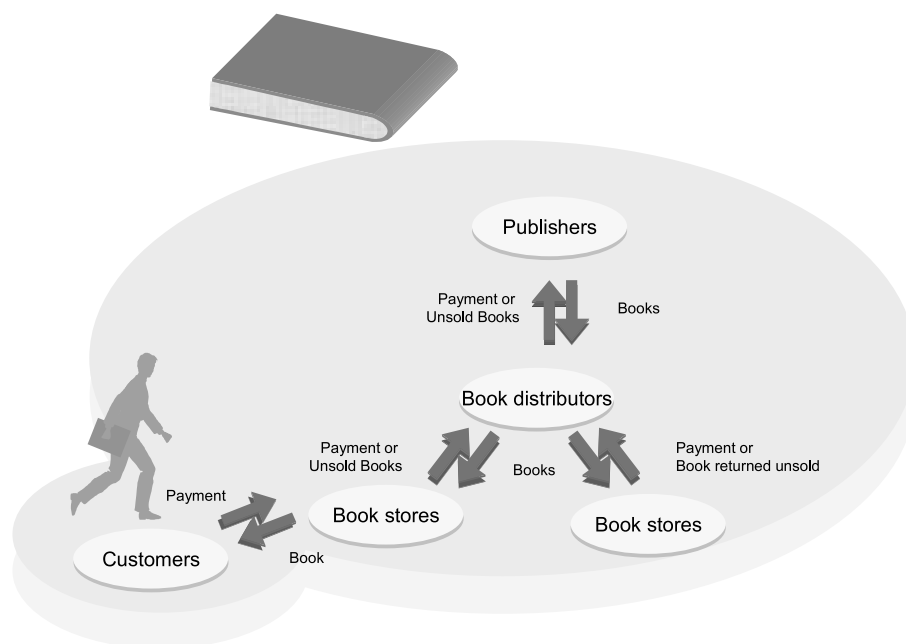 Publishers
Payment or
Unsold Books
Books
Book distributors
Payment or
Unsold Books
Books
Payment or
Book returned unsold
Payment
Book stores
Book stores
Book
Customers